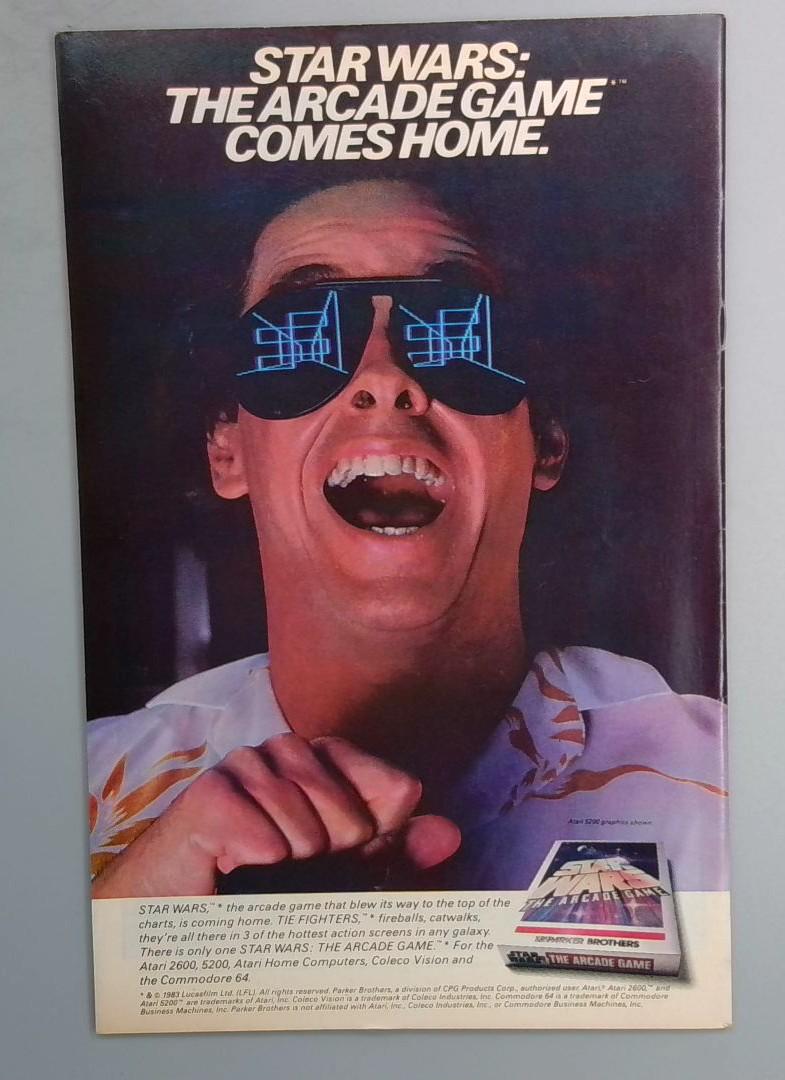 STAR WARS:
THE ARCADE GAME*™
COMES HOME.
Atari 5200 graphics shown.
STAR WARS
THE ARCADE GAME
PARKER BROTHERS
STAR WARS THE ARCADE GAME
STAR WARS,™* the arcade game that blew its way to the top of the
charts, is coming home. TIE FIGHTERS,™* fireballs, catwalks,
they're all there in 3 of the hottest action screens in any galaxy.
There is only one STAR WARS: THE ARCADE GAME.™* For the
Atari 2600, 5200, Atari Home Computers, Coleco Vision and
the Commodore 64.
* & © 1983 Lucasfilm Ltd. (LFL). All rights reserved. Parker Brothers, a division of CPG Products Corp., authorized user. Atari,® Atari 2600,™ and
Atari 5200™ are trademarks of Atari, Inc. Coleco Vision is a trademark of Coleco Industries, Inc. Commodore 64 is a trademark of Commodore
Business Machines, Inc. Parker Brothers is not affiliated with Atari, Inc., Coleco Industries, Inc., or Commodore Business Machines, Inc.